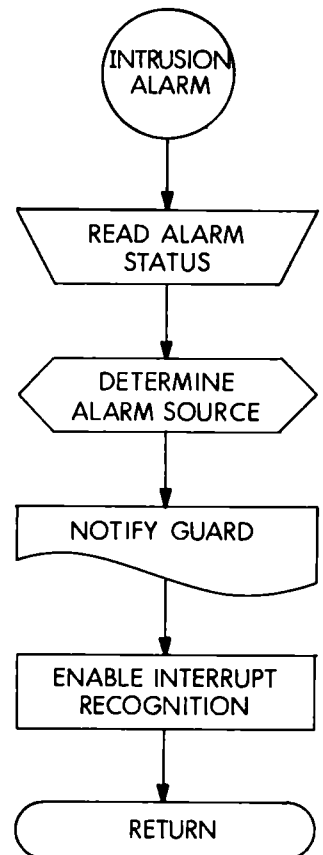 INTRUSION
ALARM
READ ALARM
STATUS
DETERMINE
ALARM SOURCE
NOTIFY GUARD
ENABLE INTERRUPT
RECOGNITION
RETURN